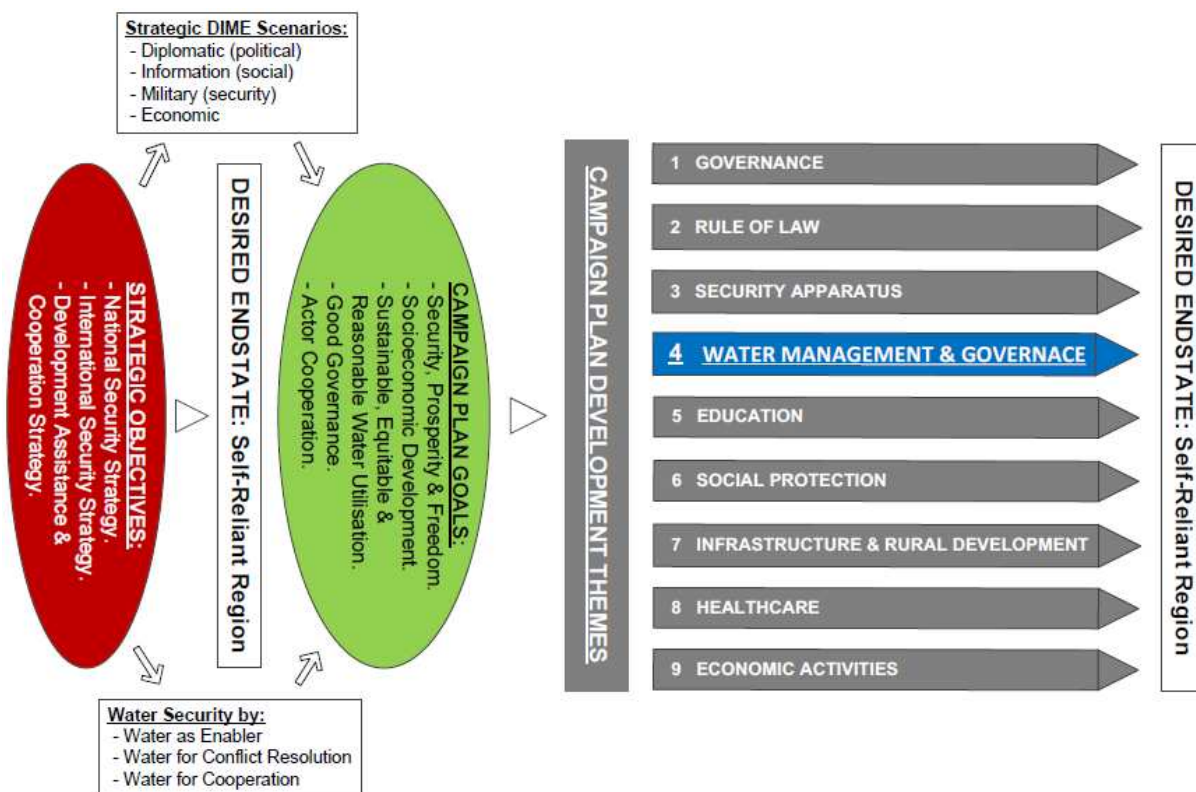 Strategic DIME Scenarios:
- Diplomatic (political)
- Information (social)
- Military (security)
- Economic
STRATEGIC OBJECTIVES:
- National Security Strategy.
- International Security Strategy.
- Development Assistance &
Cooperation Strategy.
DESIRED ENDSTATE: Self-Reliant Region
CAMPAIGN PLAN GOALS:
- Security, Prosperity & Freedom.
- Socioeconomic Development.
- Sustainable, Equitable &
Reasonable Water Utilisation.
- Good Governance.
- Actor Cooperation.
Water Security by:
- Water as Enabler
- Water for Conflict Resolution
- Water for Cooperation
CAMPAIGN PLAN DEVELOPMENT THEMES
1 GOVERNANCE
2 RULE OF LAW
3 SECURITY APPARATUS
4 WATER MANAGEMENT & GOVERNACE
5 EDUCATION
6 SOCIAL PROTECTION
7 INFRASTRUCTURE & RURAL DEVELOPMENT
8 HEALTHCARE
9 ECONOMIC ACTIVITIES
DESIRED ENDSTATE: Self-Reliant Region